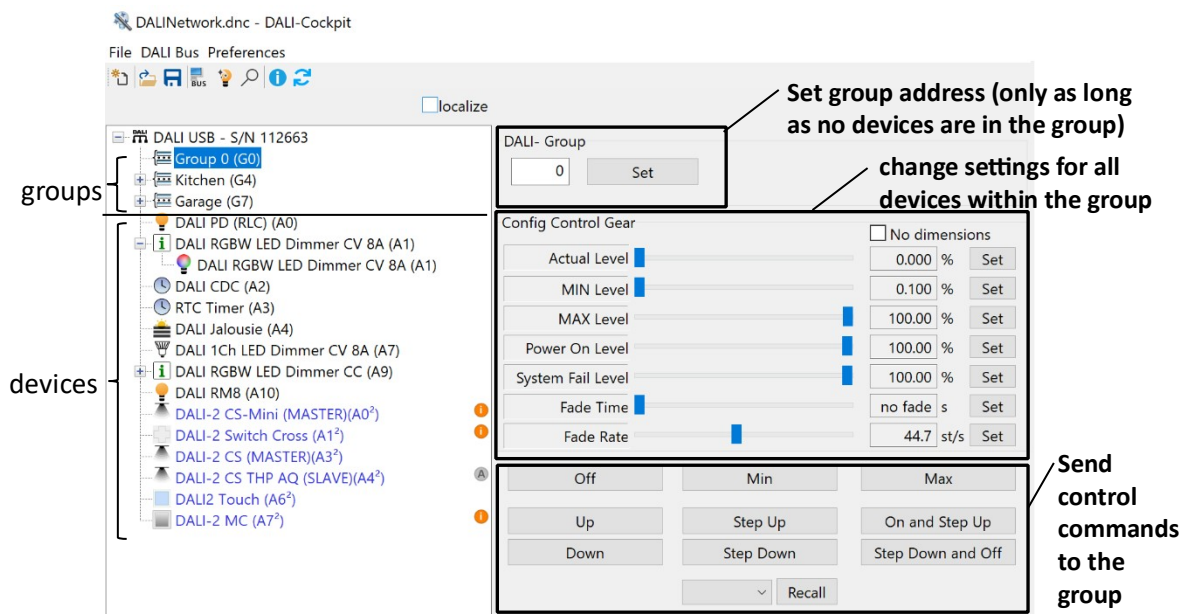 DALINetwork.dnc - DALI-Cockpit
File DALI Bus Preferences
BUS
localize
DALI USB - S/N 112663
Group 0 (G0)
Kitchen (G4)
Garage (G7)
DALI PD (RLC) (A0)
DALI RGBW LED Dimmer CV 8A (A1)
DALI RGBW LED Dimmer CV 8A (A1)
DALI CDC (A2)
RTC Timer (A3)
DALI Jalousie (A4)
DALI 1Ch LED Dimmer CV 8A (A7)
DALI RGBW LED Dimmer CC (A9)
DALI RM8 (A10)
DALI-2 CS-Mini (MASTER)(A0²)
DALI-2 Switch Cross (A1²)
DALI-2 CS (MASTER)(A3²)
DALI-2 CS THP AQ (SLAVE)(A4²)
A
DALI2 Touch (A6²)
DALI-2 MC (A7²)
groups
devices
DALI- Group
0 Set
Config Control Gear
No dimensions
Actual Level 0.000 % Set
MIN Level 0.100 % Set
MAX Level 100.00 % Set
Power On Level 100.00 % Set
System Fail Level 100.00 % Set
Fade Time no fade s Set
Fade Rate 44.7 st/s Set
Off Min Max
Up Step Up On and Step Up
Down Step Down Step Down and Off
Recall
Set group address (only as long
as no devices are in the group)
change settings for all
devices within the group
Send
control
commands
to the
group